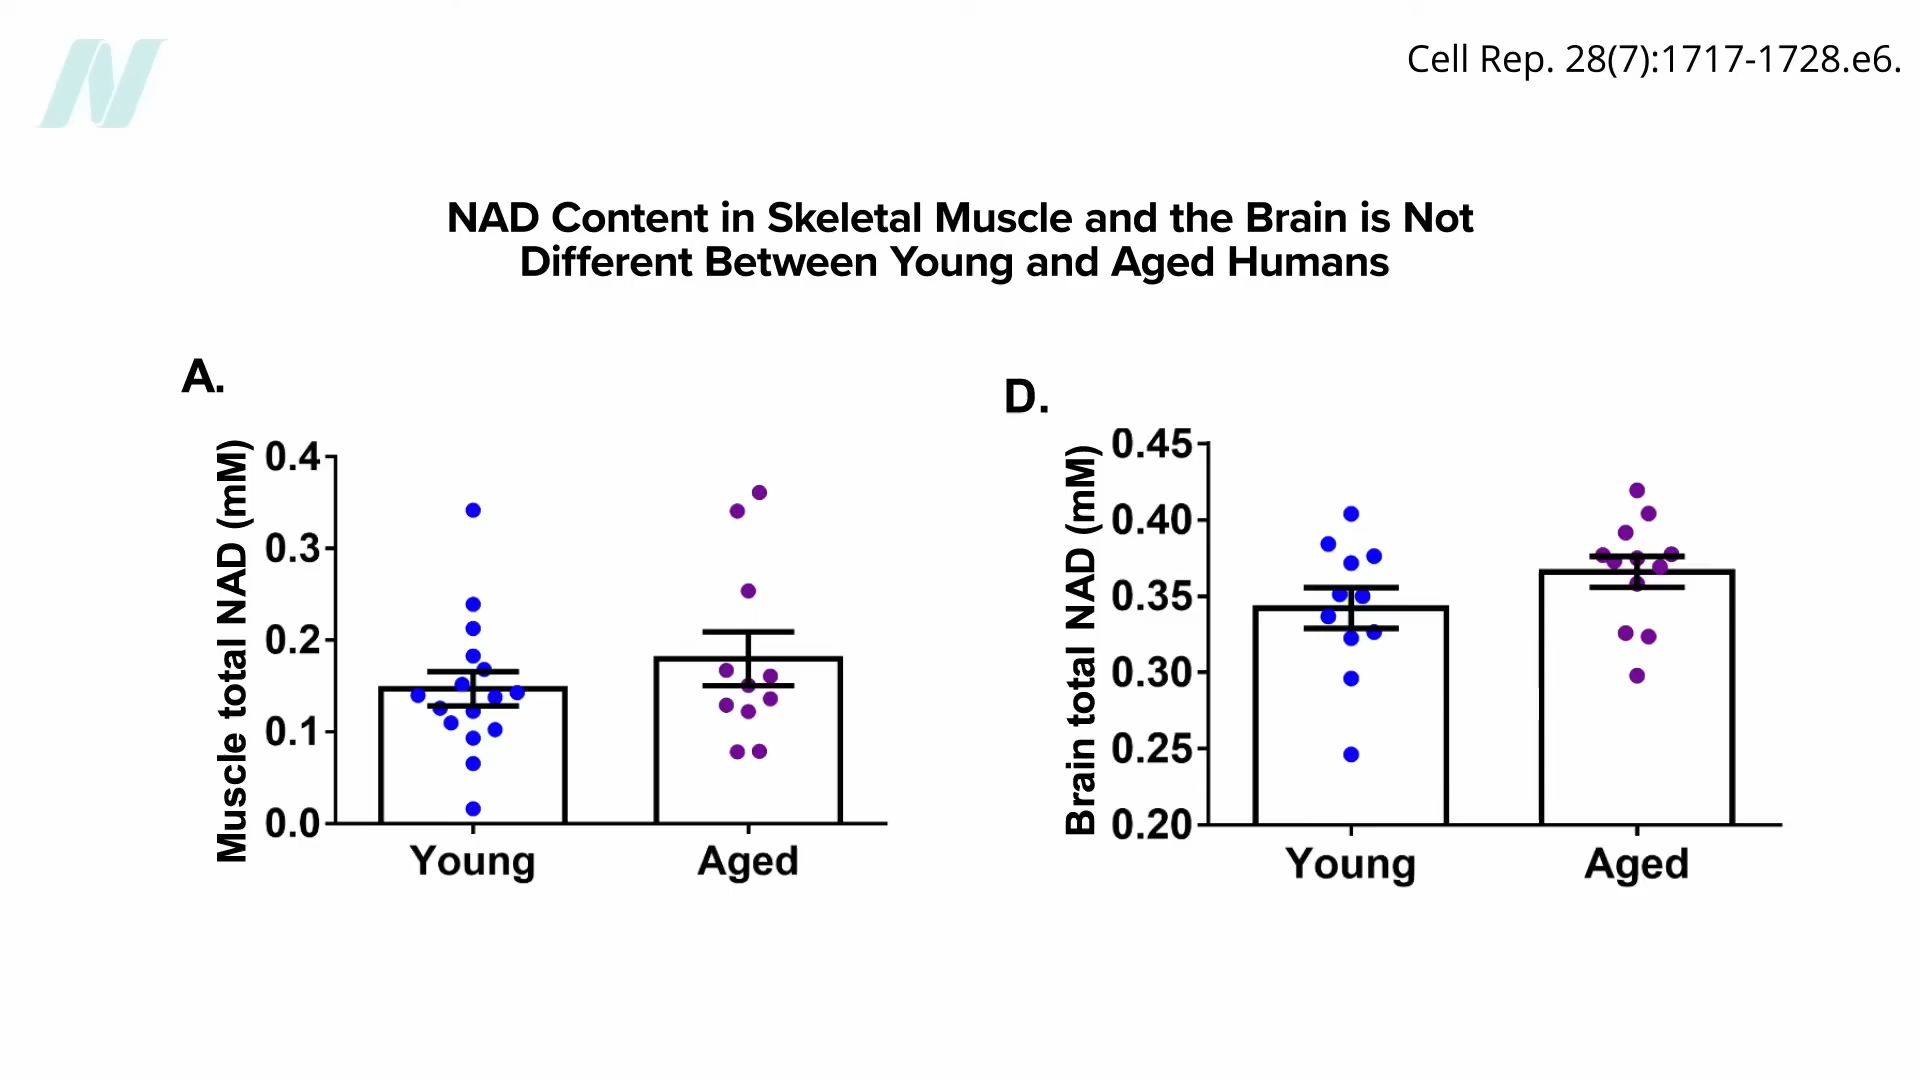 Cell Rep. 28(7):1717-1728.e6.
NAD Content in Skeletal Muscle and the Brain is Not
Different Between Young and Aged Humans
A.
Muscle total NAD (mM)
0.4
0.3
0.2
0.1
0.0
Young Aged
D.
Brain total NAD (mM)
0.45
0.40
0.35
0.30
0.25
0.20
Young Aged